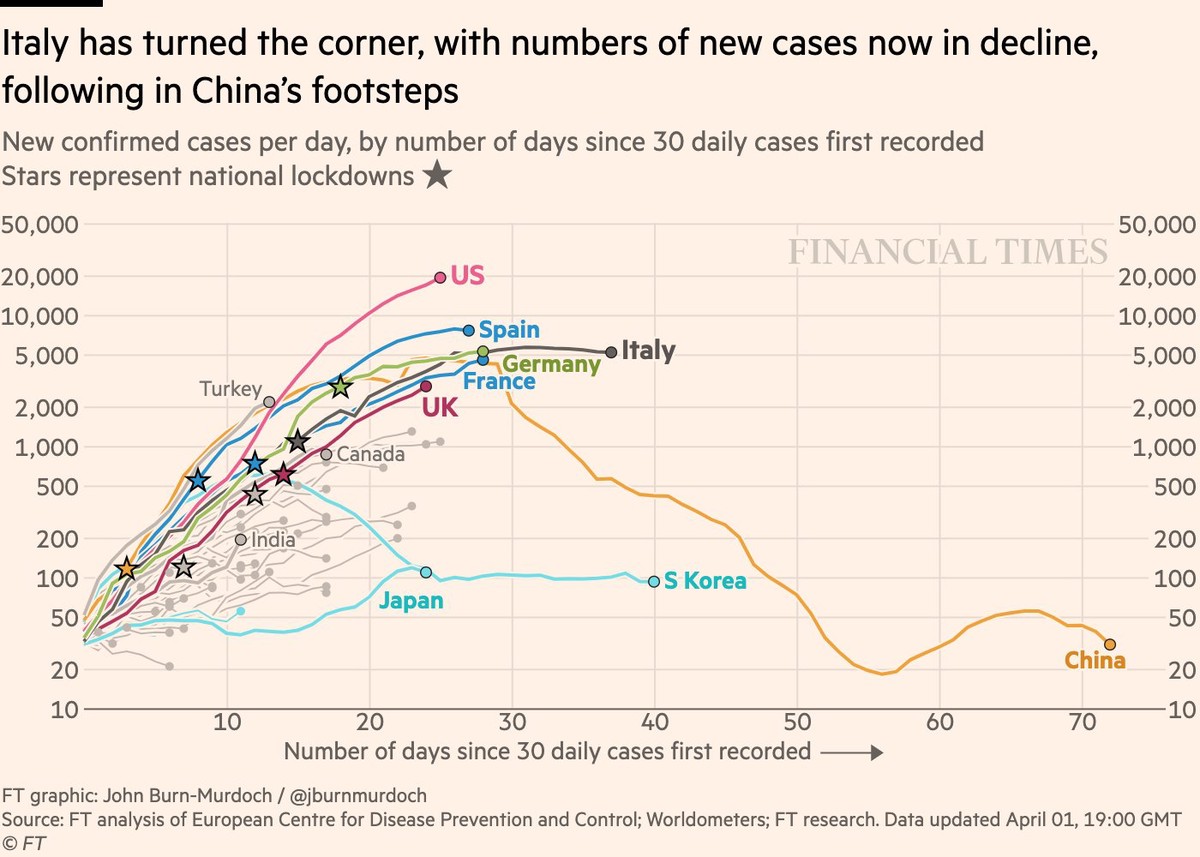 Italy has turned the corner, with numbers of new cases now in decline,
following in China's footsteps
New confirmed cases per day, by number of days since 30 daily cases first recorded
Stars represent national lockdowns ★
50,000
50,000
FINANCIAL TIMES
US
20,000
20,000
10,000
10,000
Spain
Italy
5,000
5,000
Germany
France
Turkey
2,000
UK
2,000
1,000
1,000
Canada
500
500
200
India
200
100
S Korea
100
Japan
50
50
China
20
20
10
10
10 20 30 40 50 60 70
Number of days since 30 daily cases first recorded
FT graphic: John Burn-Murdoch / @jburnmurdoch
Source: FT analysis of European Centre for Disease Prevention and Control; Worldometers; FT research. Data updated April 01, 19:00 GMT
© FT